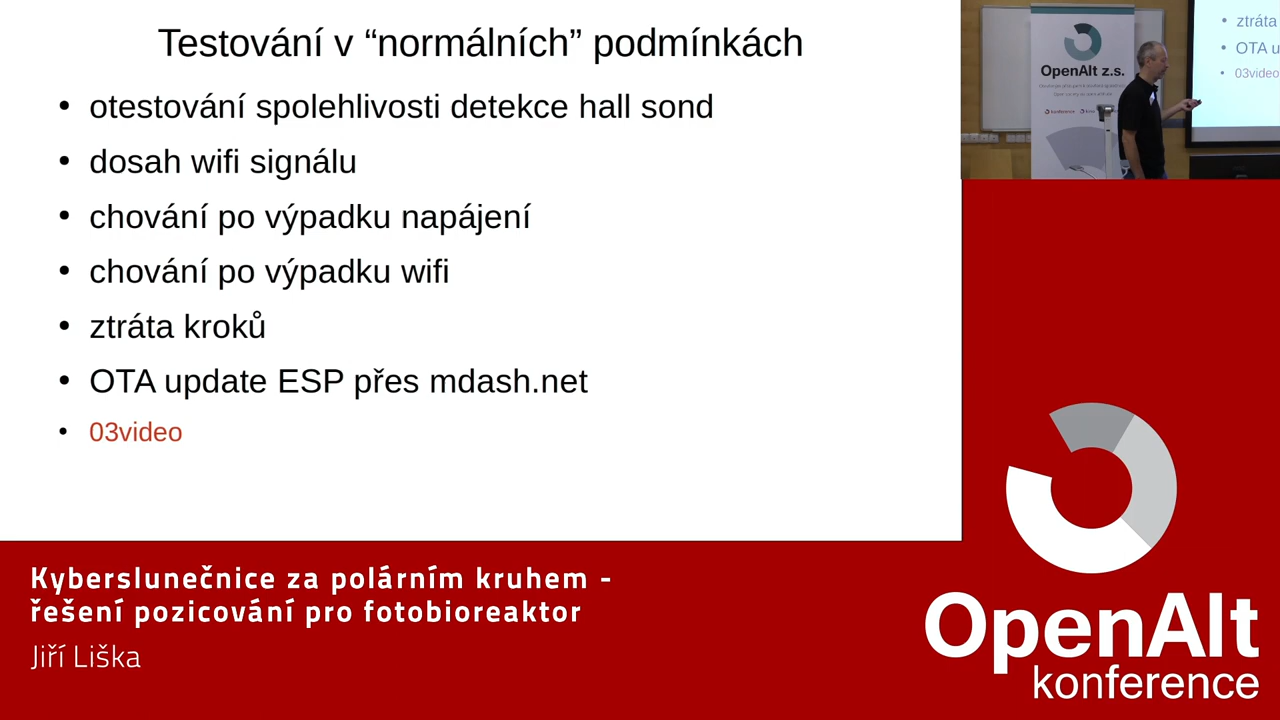 Testování v “normálních” podmínkách
• otestování spolehlivosti detekce hall sond
• dosah wifi signálu
• chování po výpadku napájení
• chování po výpadku wifi
• ztráta kroků
• OTA update ESP přes mdash.net
• 03video
OpenAlt z.s.
• ztráta
• OTA u
• 03video
Kyberslunečnice za polárním kruhem -
řešení pozicování pro fotobioreaktor
Jiří Liška
OpenAlt
konference